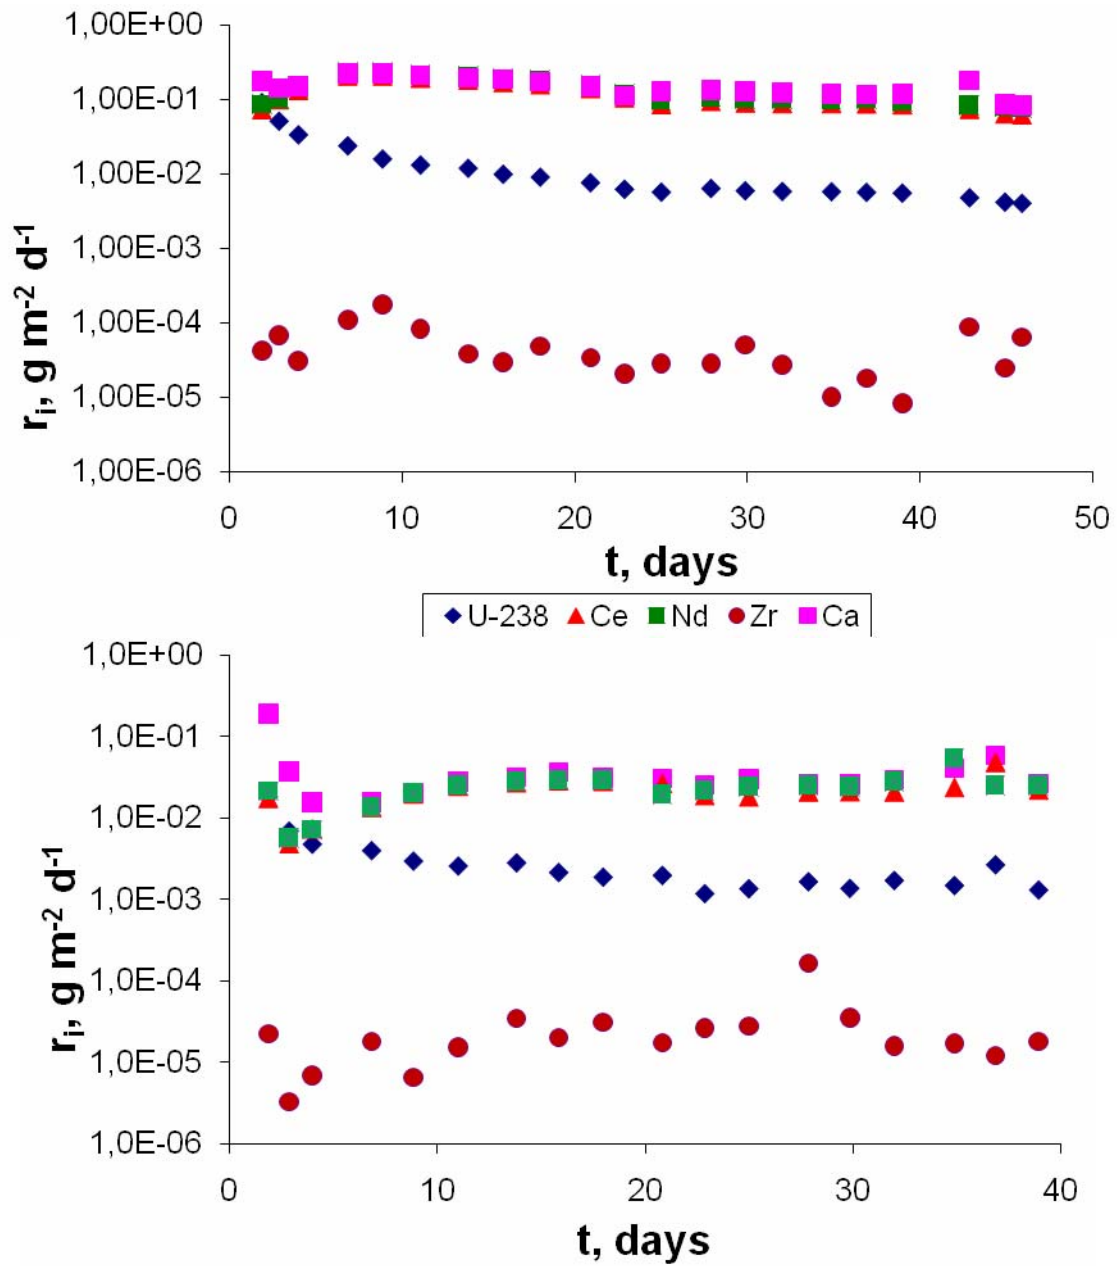 1,00E+00
1,00E-01
1,00E-02
1,00E-03
1,00E-04
1,00E-05
1,00E-06
rᵢ, g m⁻² d⁻¹
0 10 20 30 40 50
t, days
U-238 Ce Nd Zr Ca
1,0E+00
1,0E-01
1,0E-02
1,0E-03
1,0E-04
1,0E-05
1,0E-06
rᵢ, g m⁻² d⁻¹
0 10 20 30 40
t, days